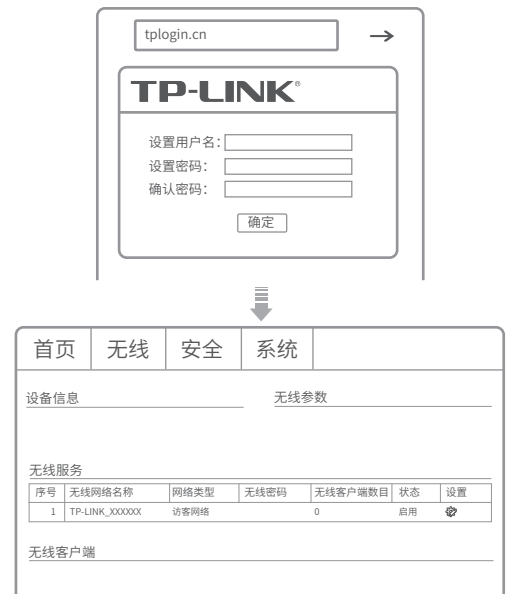 tplogin.cn
TP-LINK®
设置用户名：
设置密码：
确认密码：
确定
首页 无线 安全 系统
设备信息 无线参数
无线服务
序号 无线网络名称 网络类型 无线密码 无线客户端数目 状态 设置
1 TP-LINK_XXXXXX 访客网络 0 启用
无线客户端